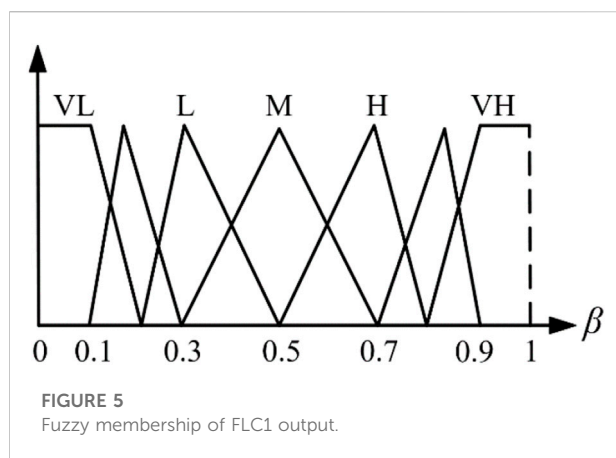 VL L M H VH
β
0 0.1 0.3 0.5 0.7 0.9 1
FIGURE 5
Fuzzy membership of FLC1 output.